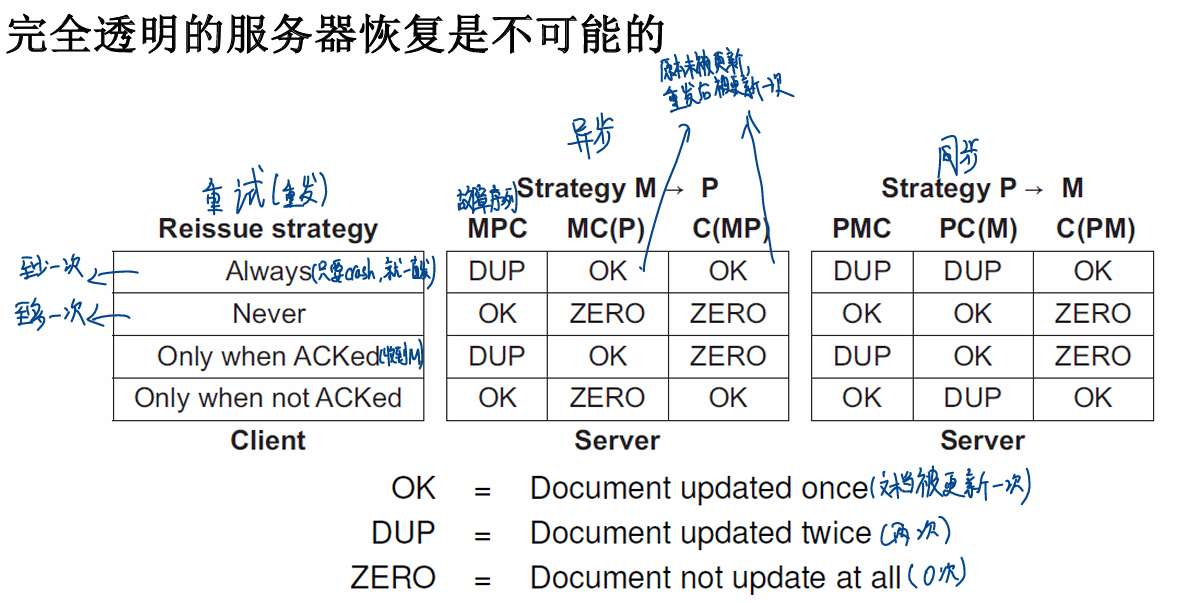 完全透明的服务器恢复是不可能的
原本未被更新,
重发后被更新一次
异步
同步
重试(重发)
故障序列
Strategy M → P
Strategy P → M
Reissue strategy MPC MC(P) C(MP) PMC PC(M) C(PM)
至少一次 Always(只要crash,就一直发) DUP OK OK DUP DUP OK
至多一次 Never OK ZERO ZERO OK OK ZERO
Only when ACKed(收到M) DUP OK ZERO DUP OK ZERO
Only when not ACKed OK ZERO OK OK DUP OK
Client Server Server
OK = Document updated once(文档被更新一次)
DUP = Document updated twice(两次)
ZERO = Document not update at all(0次)